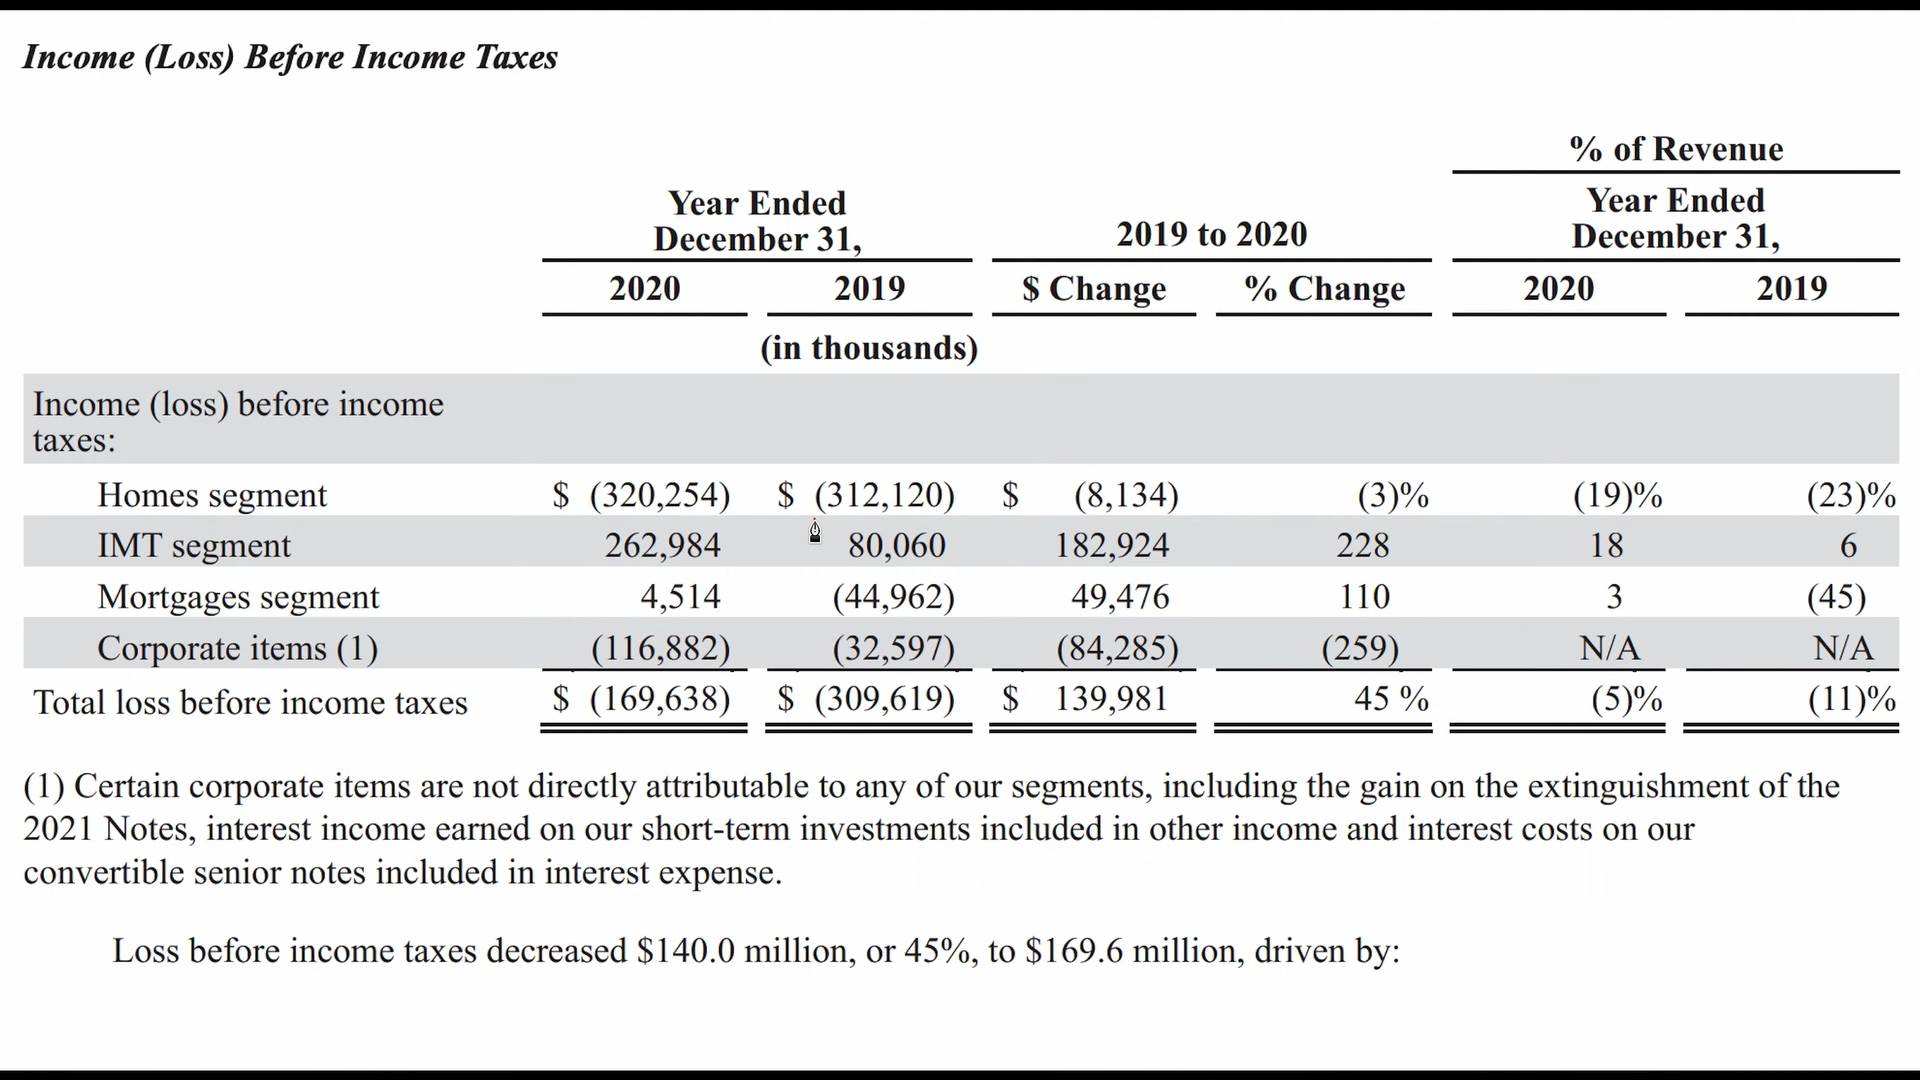 Income (Loss) Before Income Taxes
% of Revenue
Year Ended
December 31,
2019 to 2020
Year Ended
December 31,
2020 2019 $ Change % Change 2020 2019
(in thousands)
Income (loss) before income
taxes:
Homes segment $ (320,254) $ (312,120) $ (8,134) (3)% (19)% (23)%
IMT segment 262,984 80,060 182,924 228 18 6
Mortgages segment 4,514 (44,962) 49,476 110 3 (45)
Corporate items (1) (116,882) (32,597) (84,285) (259) N/A N/A
Total loss before income taxes $ (169,638) $ (309,619) $ 139,981 45 % (5)% (11)%
(1) Certain corporate items are not directly attributable to any of our segments, including the gain on the extinguishment of the
2021 Notes, interest income earned on our short-term investments included in other income and interest costs on our
convertible senior notes included in interest expense.
Loss before income taxes decreased $140.0 million, or 45%, to $169.6 million, driven by: